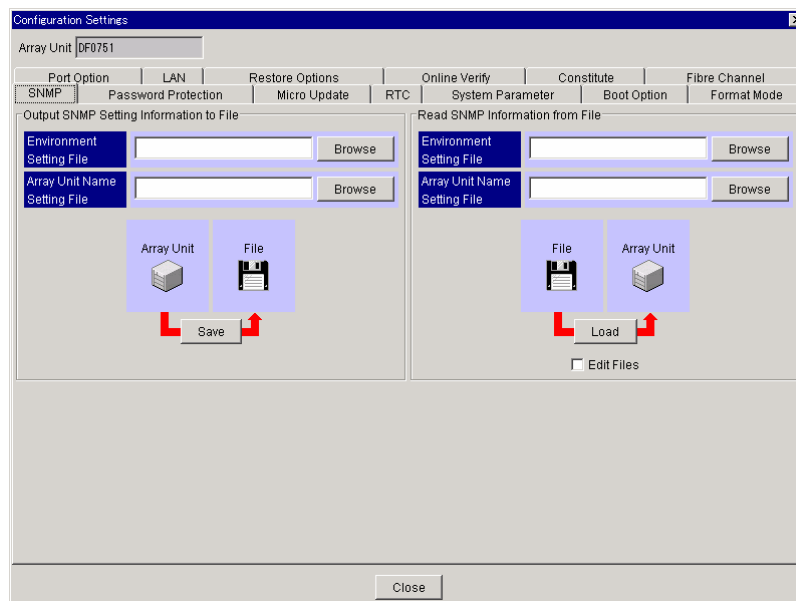 Configuration Settings
Array Unit DF0751
Port Option LAN Restore Options Online Verify Constitute Fibre Channel
SNMP Password Protection Micro Update RTC System Parameter Boot Option Format Mode
Output SNMP Setting Information to File
Environment
Setting File
Browse
Array Unit Name
Setting File
Browse
Array Unit File
Save
Read SNMP Information from File
Environment
Setting File
Browse
Array Unit Name
Setting File
Browse
File Array Unit
Load
Edit Files
Close